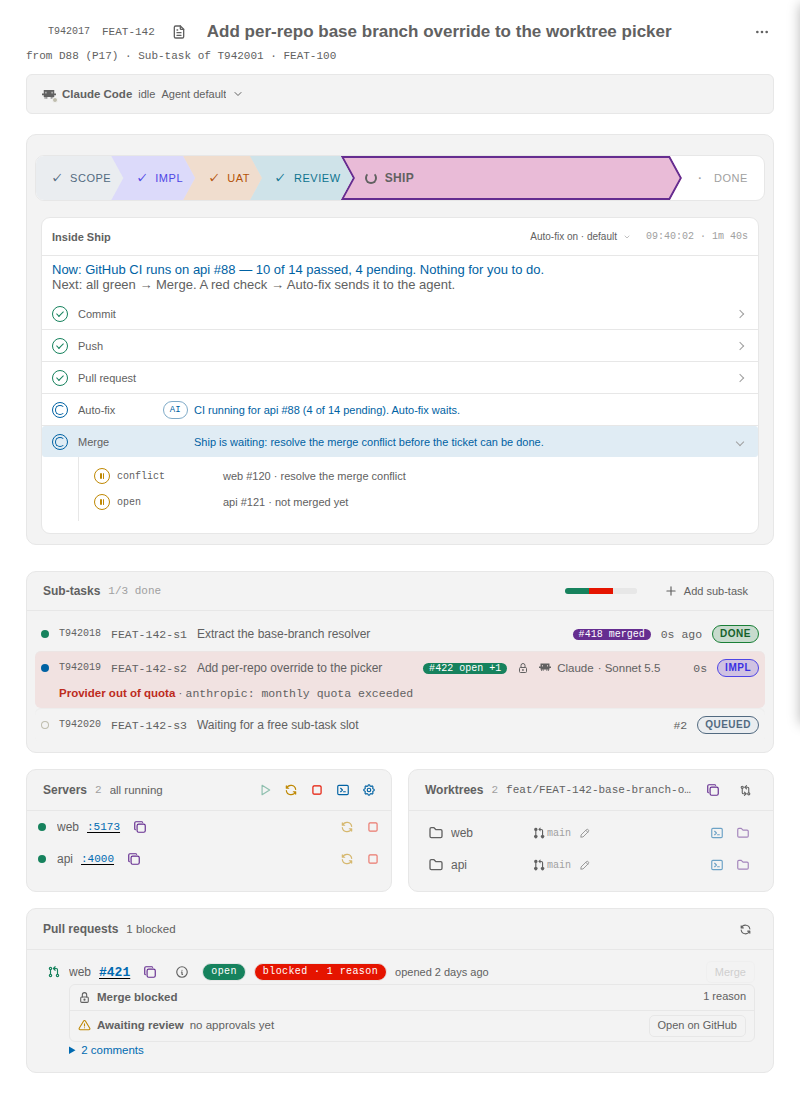 T942017 FEAT-142 Add per-repo base branch override to the worktree picker
from D88 (P17) · Sub-task of T942001 · FEAT-100
Claude Code idle Agent default
SCOPE IMPL UAT REVIEW SHIP DONE
Inside Ship Auto-fix on · default 09:40:02 · 1m 40s
Now: GitHub CI runs on api #88 — 10 of 14 passed, 4 pending. Nothing for you to do.
Next: all green → Merge. A red check → Auto-fix sends it to the agent.
Commit
Push
Pull request
Auto-fix AI CI running for api #88 (4 of 14 pending). Auto-fix waits.
Merge Ship is waiting: resolve the merge conflict before the ticket can be done.
conflict web #120 · resolve the merge conflict
open api #121 · not merged yet
Sub-tasks 1/3 done Add sub-task
T942018 FEAT-142-s1 Extract the base-branch resolver #418 merged 0s ago DONE
T942019 FEAT-142-s2 Add per-repo override to the picker #422 open +1 Claude · Sonnet 5.5 0s IMPL
Provider out of quota · anthropic: monthly quota exceeded
T942020 FEAT-142-s3 Waiting for a free sub-task slot #2 QUEUED
Servers 2 all running
web :5173
api :4000
Worktrees 2 feat/FEAT-142-base-branch-o…
web main
api main
Pull requests 1 blocked
web #421 open blocked · 1 reason opened 2 days ago Merge
Merge blocked 1 reason
Awaiting review no approvals yet Open on GitHub
2 comments